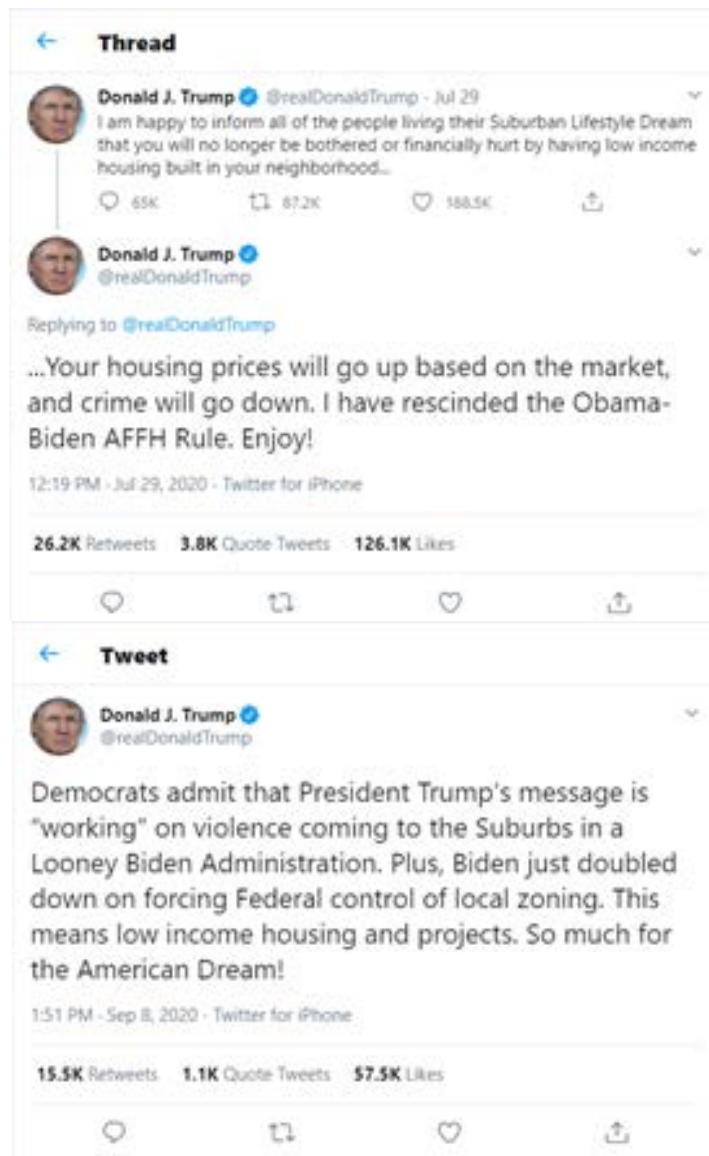 Thread
Donald J. Trump @realDonaldTrump · Jul 29
I am happy to inform all of the people living their Suburban Lifestyle Dream
that you will no longer be bothered or financially hurt by having low income
housing built in your neighborhood...
65K 87.2K 188.5K
Donald J. Trump
@realDonaldTrump
Replying to @realDonaldTrump
...Your housing prices will go up based on the market,
and crime will go down. I have rescinded the Obama-
Biden AFFH Rule. Enjoy!
12:19 PM · Jul 29, 2020 · Twitter for iPhone
26.2K Retweets 3.8K Quote Tweets 126.1K Likes
Tweet
Donald J. Trump
@realDonaldTrump
Democrats admit that President Trump's message is
"working" on violence coming to the Suburbs in a
Looney Biden Administration. Plus, Biden just doubled
down on forcing Federal control of local zoning. This
means low income housing and projects. So much for
the American Dream!
1:51 PM · Sep 8, 2020 · Twitter for iPhone
15.5K Retweets 1.1K Quote Tweets 57.5K Likes